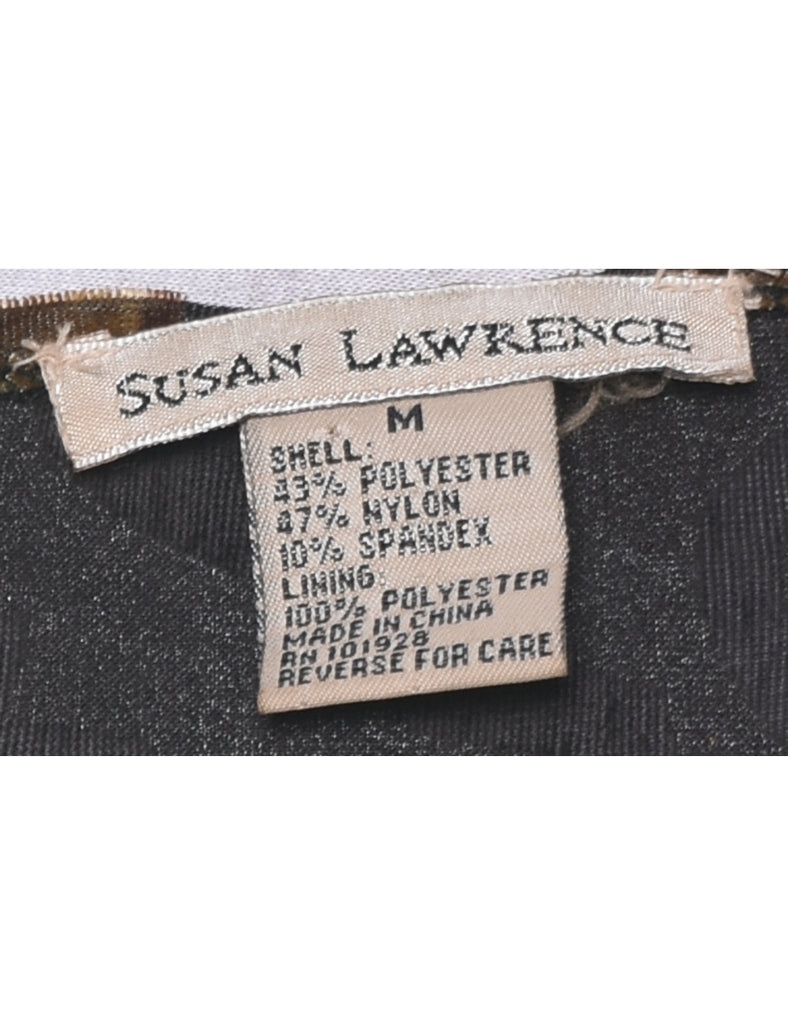 SUSAN LAWRENCE
M
SHELL:
43% POLYESTER
47% NYLON
10% SPANDEX
LINING:
100% POLYESTER
MADE IN CHINA
RN 101928
REVERSE FOR CARE